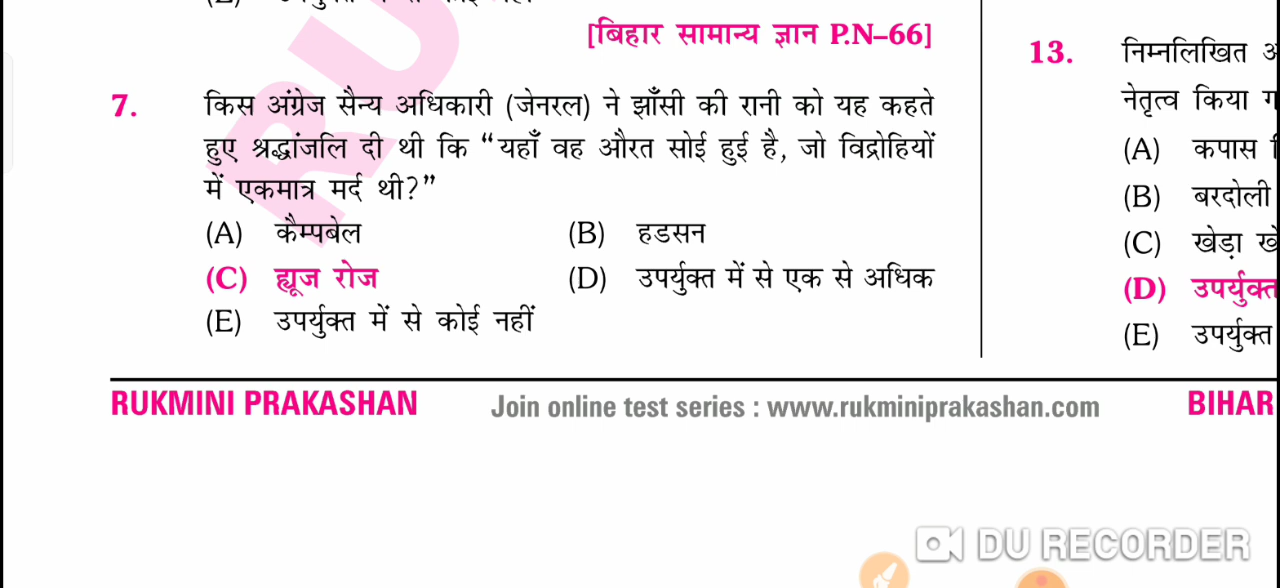 [बिहार सामान्य ज्ञान P.N–66]
7. किस अंग्रेज सैन्य अधिकारी (जेनरल) ने झाँसी की रानी को यह कहते
हुए श्रद्धांजलि दी थी कि “यहाँ वह औरत सोई हुई है, जो विद्रोहियों
में एकमात्र मर्द थी?”
(A) कैम्पबेल (B) हडसन
(C) ह्यूज रोज (D) उपर्युक्त में से एक से अधिक
(E) उपर्युक्त में से कोई नहीं
13. निम्नलिखित
नेतृत्व किया
(A) कपास
(B) बरदोली
(C) खेड़ा
(D) उपर्युक्त
(E) उपर्युक्त
RUKMINI PRAKASHAN Join online test series : www.rukminiprakashan.com BIHAR
DU RECORDER